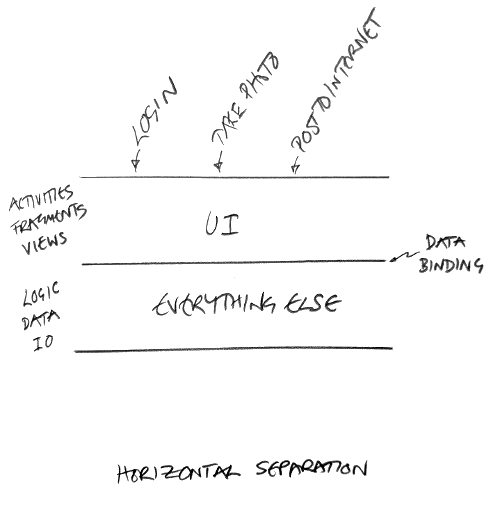 LOGIN
TAKE PHOTO
POST TO INTERNET
ACTIVITIES
FRAGMENTS
VIEWS
UI
DATA
BINDING
LOGIC
DATA
IO
EVERYTHING ELSE
HORIZONTAL SEPARATION